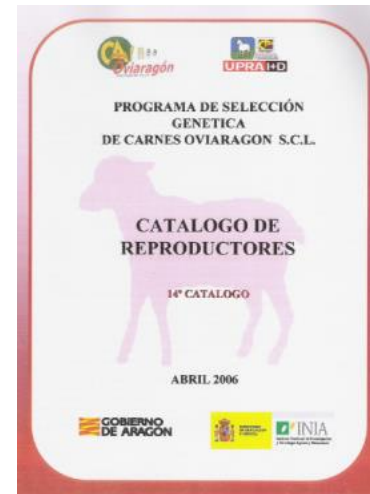 Oviaragón
UPRA I+D
PROGRAMA DE SELECCIÓN
GENETICA
DE CARNES OVIARAGON S.C.L.
CATALOGO DE
REPRODUCTORES
14º CATALOGO
ABRIL 2006
GOBIERNO
DE ARAGON
INIA